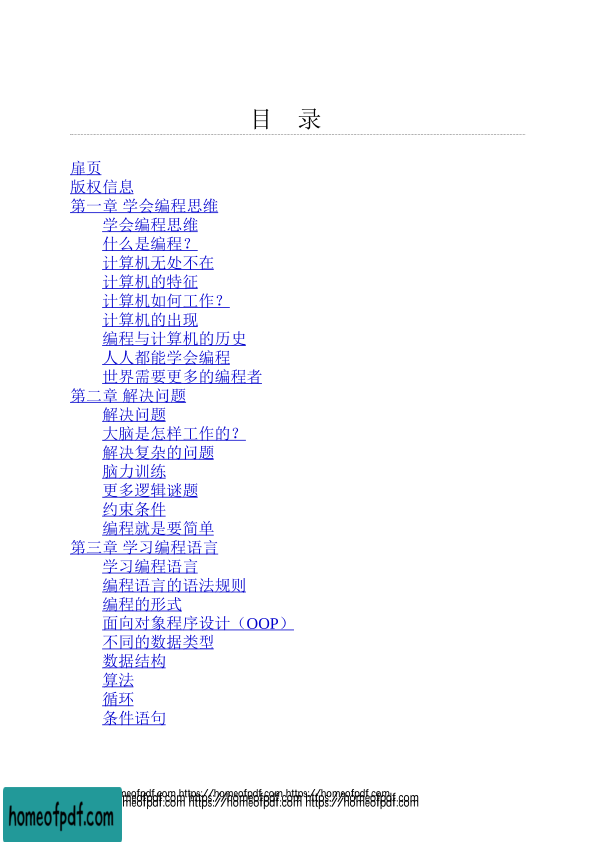 目 录
扉页
版权信息
第一章 学会编程思维
学会编程思维
什么是编程？
计算机无处不在
计算机的特征
计算机如何工作？
计算机的出现
编程与计算机的历史
人人都能学会编程
世界需要更多的编程者
第二章 解决问题
解决问题
大脑是怎样工作的？
解决复杂的问题
脑力训练
更多逻辑谜题
约束条件
编程就是要简单
第三章 学习编程语言
学习编程语言
编程语言的语法规则
编程的形式
面向对象程序设计（OOP）
不同的数据类型
数据结构
算法
循环
条件语句
homeofpdf.com https://homeofpdf.com https://homeofpdf.com
homeofpdf.com https://homeofpdf.com https://homeofpdf.com
homeofpdf.com